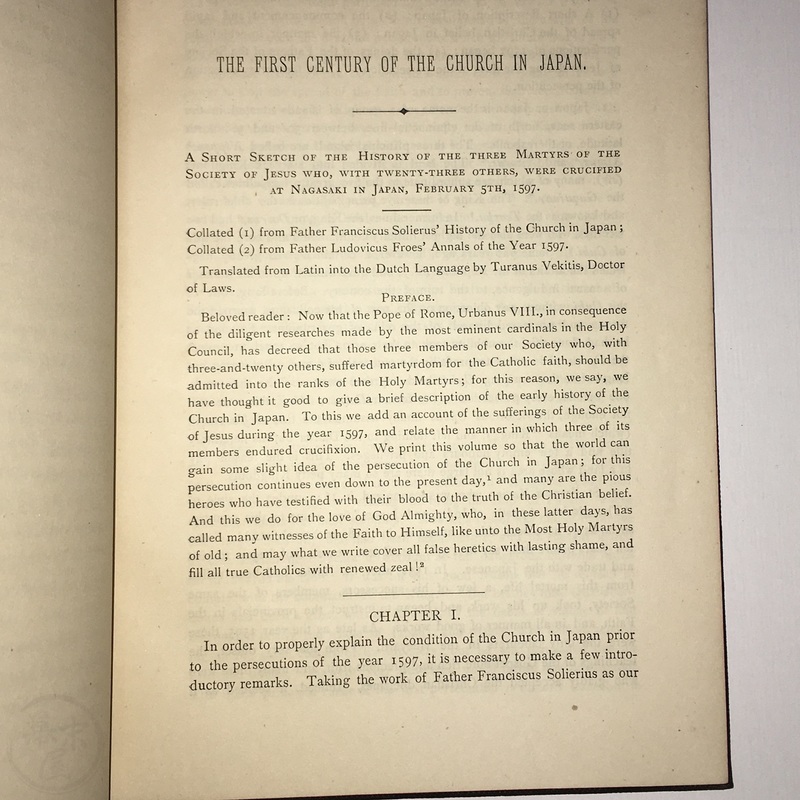 THE FIRST CENTURY OF THE CHURCH IN JAPAN.
A Short Sketch of the History of the three Martyrs of the
Society of Jesus who, with twenty-three others, were crucified
at Nagasaki in Japan, February 5th, 1597.
Collated (1) from Father Franciscus Solierus' History of the Church in Japan;
Collated (2) from Father Ludovicus Froes' Annals of the Year 1597.
Translated from Latin into the Dutch Language by Turanus Vekitis, Doctor
of Laws.
Preface.
Beloved reader: Now that the Pope of Rome, Urbanus VIII., in consequence
of the diligent researches made by the most eminent cardinals in the Holy
Council, has decreed that those three members of our Society who, with
three-and-twenty others, suffered martyrdom for the Catholic faith, should be
admitted into the ranks of the Holy Martyrs; for this reason, we say, we
have thought it good to give a brief description of the early history of the
Church in Japan. To this we add an account of the sufferings of the Society
of Jesus during the year 1597, and relate the manner in which three of its
members endured crucifixion. We print this volume so that the world can
gain some slight idea of the persecution of the Church in Japan; for this
persecution continues even down to the present day,¹ and many are the pious
heroes who have testified with their blood to the truth of the Christian belief.
And this we do for the love of God Almighty, who, in these latter days, has
called many witnesses of the Faith to Himself, like unto the Most Holy Martyrs
of old; and may what we write cover all false heretics with lasting shame, and
fill all true Catholics with renewed zeal!²
CHAPTER I.
In order to properly explain the condition of the Church in Japan prior
to the persecutions of the year 1597, it is necessary to make a few intro-
ductory remarks. Taking the work of Father Franciscus Solierius as our